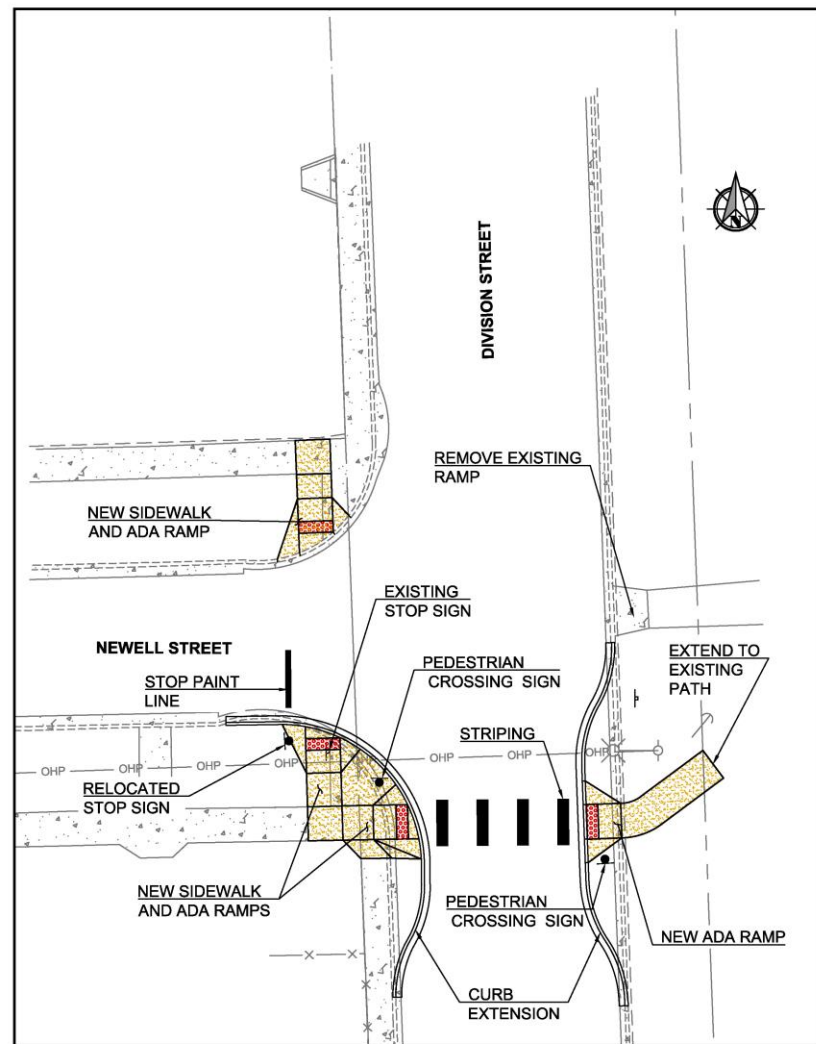 DIVISION STREET
N
REMOVE EXISTING
RAMP
NEW SIDEWALK
AND ADA RAMP
EXISTING
STOP SIGN
NEWELL STREET
PEDESTRIAN
CROSSING SIGN
EXTEND TO
EXISTING
PATH
STOP PAINT
LINE
STRIPING
OHP
OHP
OHP
OHP
OHP
OHP
RELOCATED
STOP SIGN
NEW SIDEWALK
AND ADA RAMPS
PEDESTRIAN
CROSSING SIGN
NEW ADA RAMP
CURB
EXTENSION